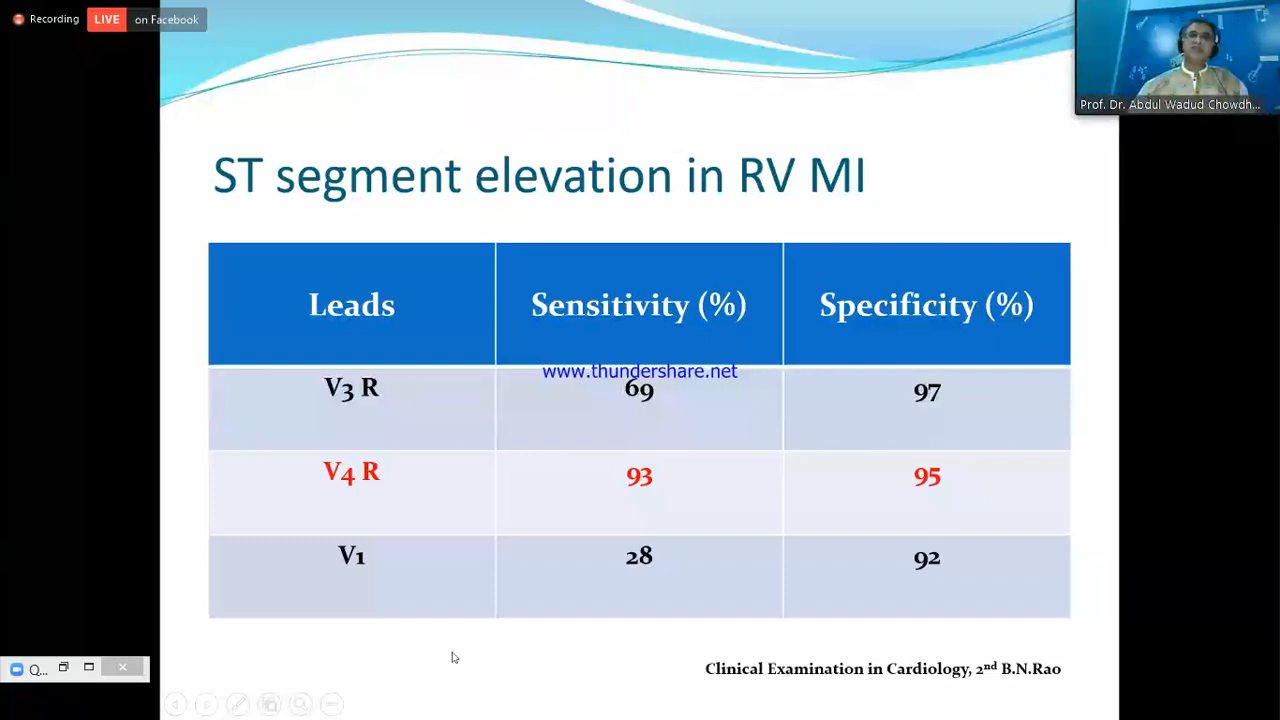 Recording LIVE on Facebook
Prof. Dr. Abdul Wadud Chowdh...
ST segment elevation in RV MI
Leads Sensitivity (%) Specificity (%)
www.thundershare.net
V3 R 69 97
V4 R 93 95
V1 28 92
Q...
Clinical Examination in Cardiology, 2nd B.N.Rao